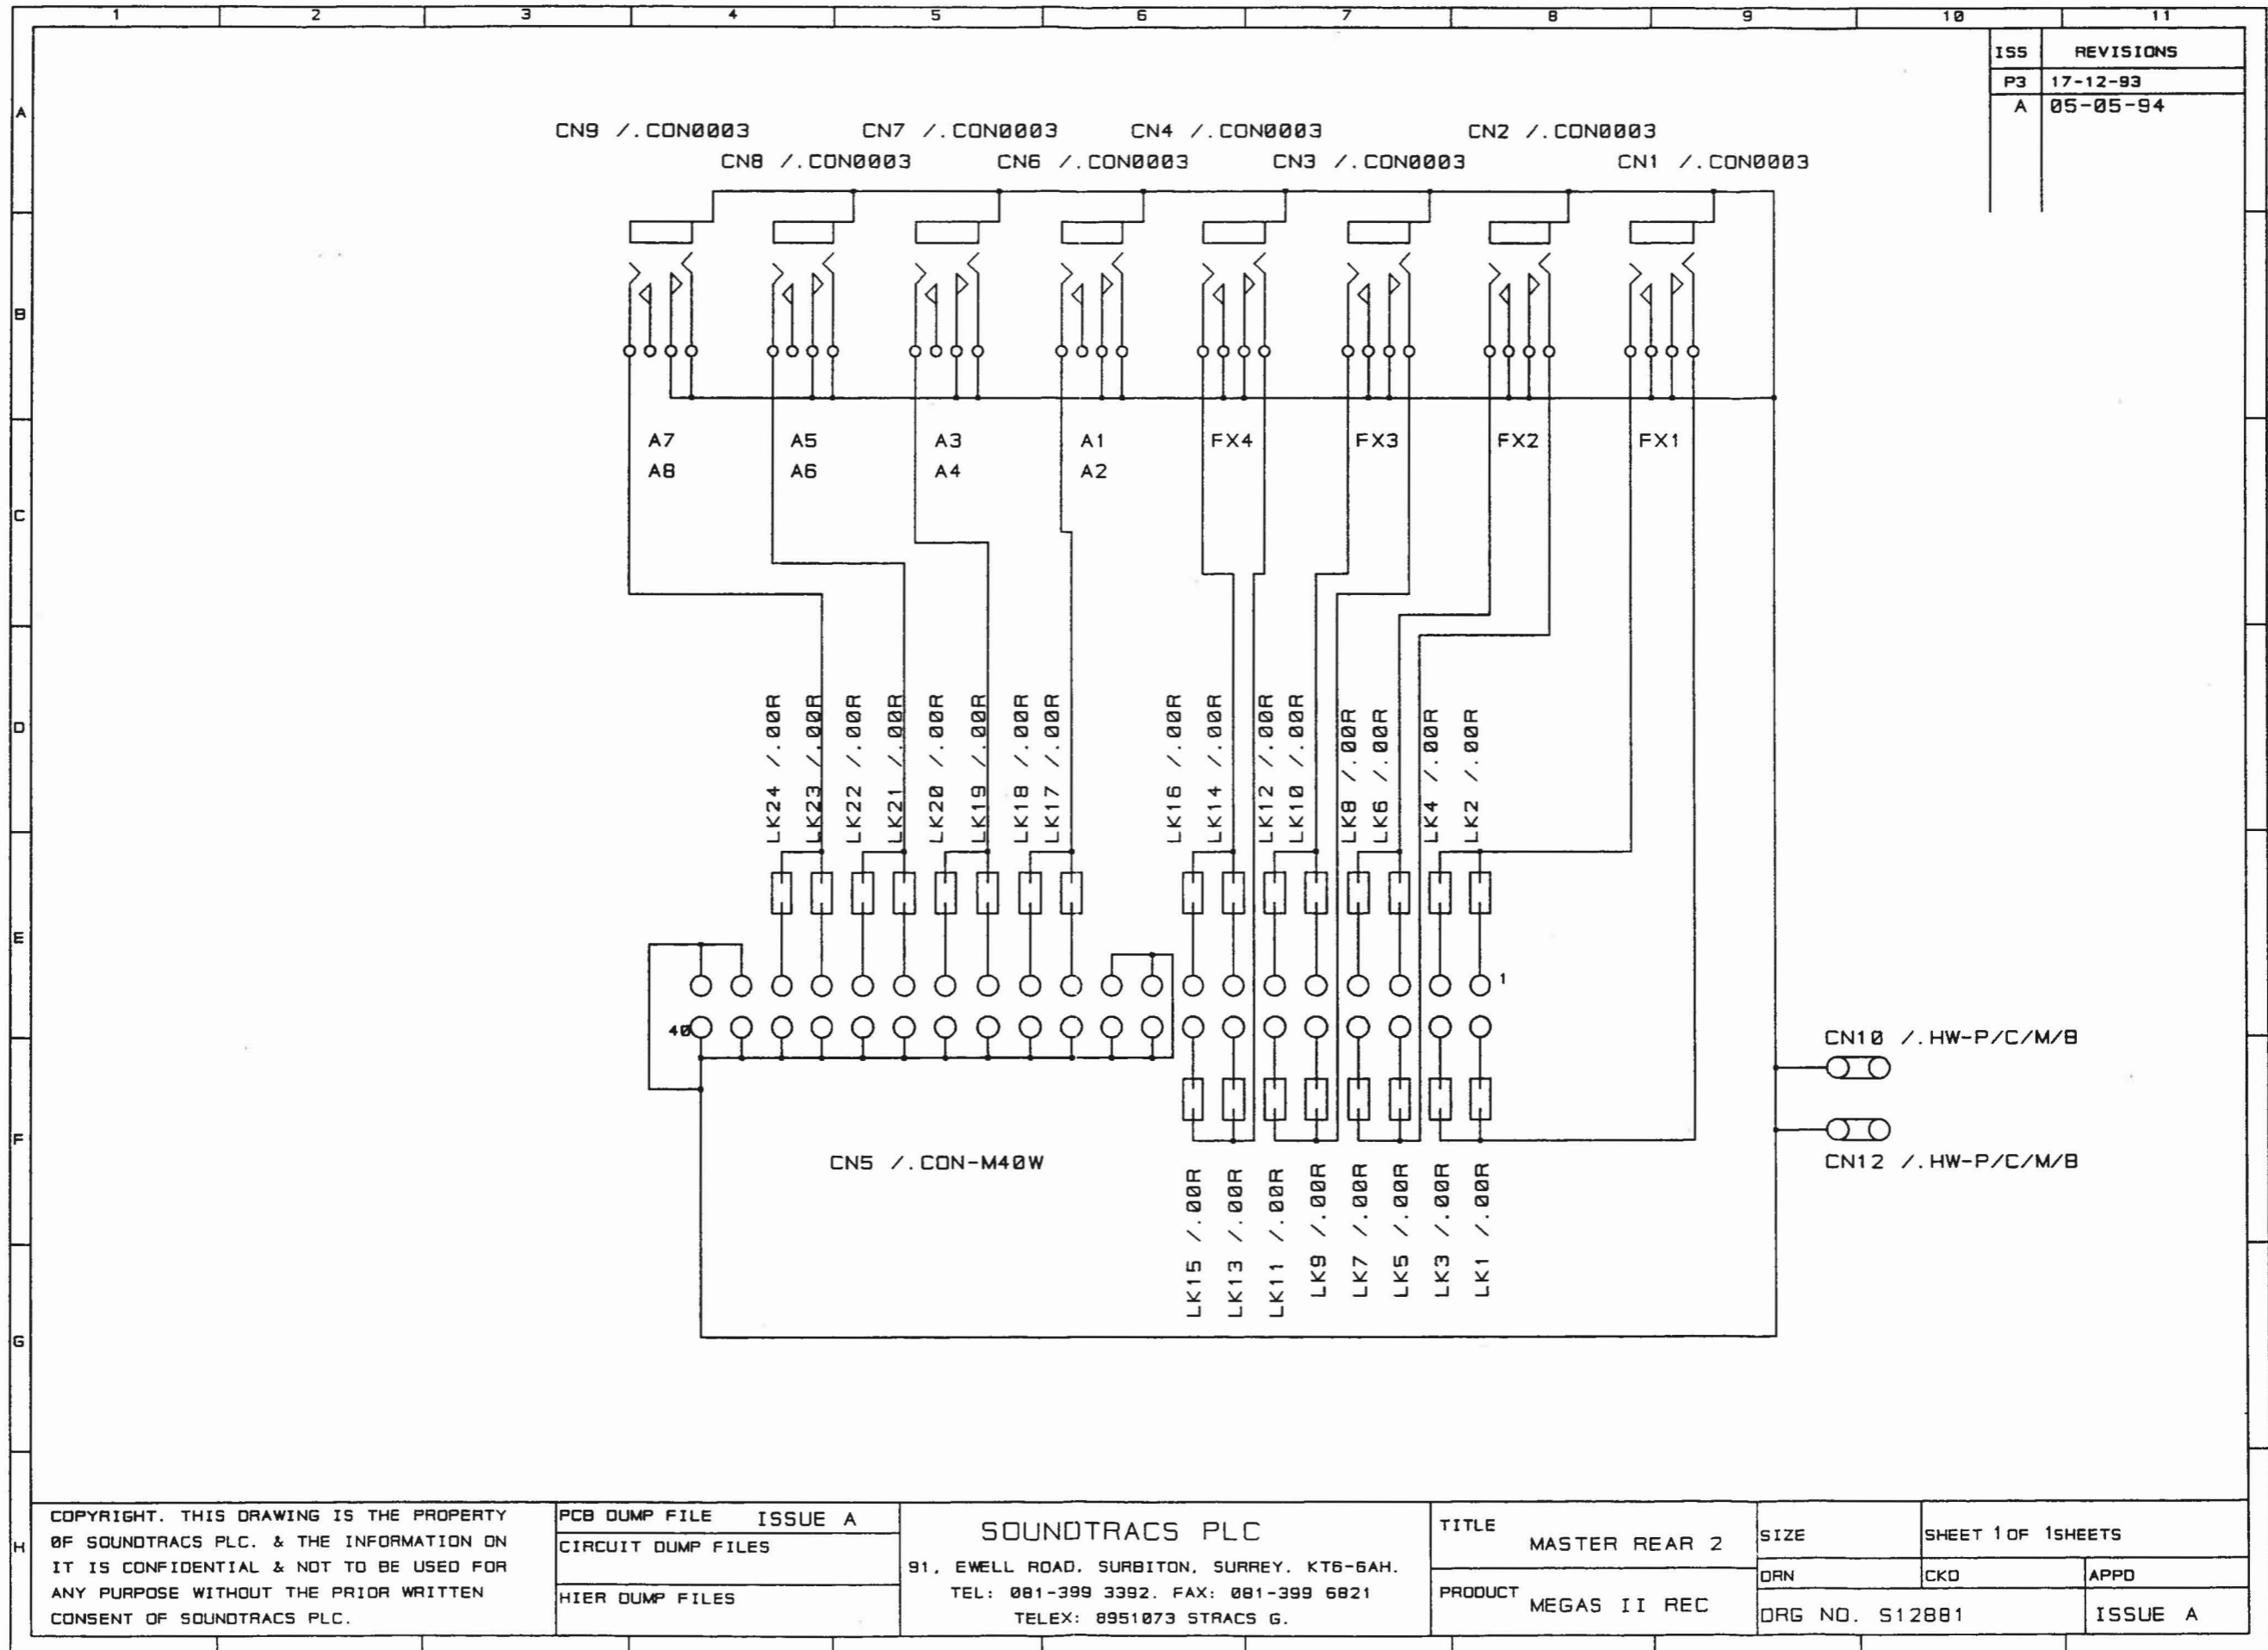 1 2 3 4 5 6 7 8 9 10 11
ISS REVISIONS
P3 17-12-93
A 05-05-94
A
B
C
D
E
F
G
H
CN9 /.CON0003 CN7 /.CON0003 CN4 /.CON0003 CN2 /.CON0003
CN8 /.CON0003 CN6 /.CON0003 CN3 /.CON0003 CN1 /.CON0003
A7 A5 A3 A1 FX4 FX3 FX2 FX1
A8 A6 A4 A2
LK24 /.00R
LK23 /.00R
LK22 /.00R
LK21 /.00R
LK20 /.00R
LK19 /.00R
LK18 /.00R
LK17 /.00R
LK16 /.00R
LK14 /.00R
LK12 /.00R
LK10 /.00R
LK8 /.00R
LK6 /.00R
LK4 /.00R
LK2 /.00R
1
40
CN10 /.HW-P/C/M/B
CN12 /.HW-P/C/M/B
CN5 /.CON-M40W
LK15 /.00R
LK13 /.00R
LK11 /.00R
LK9 /.00R
LK7 /.00R
LK5 /.00R
LK3 /.00R
LK1 /.00R
COPYRIGHT. THIS DRAWING IS THE PROPERTY
OF SOUNDTRACS PLC. & THE INFORMATION ON
IT IS CONFIDENTIAL & NOT TO BE USED FOR
ANY PURPOSE WITHOUT THE PRIOR WRITTEN
CONSENT OF SOUNDTRACS PLC.
PCB DUMP FILE ISSUE A
CIRCUIT DUMP FILES
HIER DUMP FILES
SOUNDTRACS PLC
91, EWELL ROAD. SURBITON, SURREY. KT6-6AH.
TEL: 081-399 3392. FAX: 081-399 6821
TELEX: 8951073 STRACS G.
TITLE MASTER REAR 2
PRODUCT MEGAS II REC
SIZE SHEET 1 OF 1 SHEETS
DRN CKD APPD
DRG NO. S12881 ISSUE A